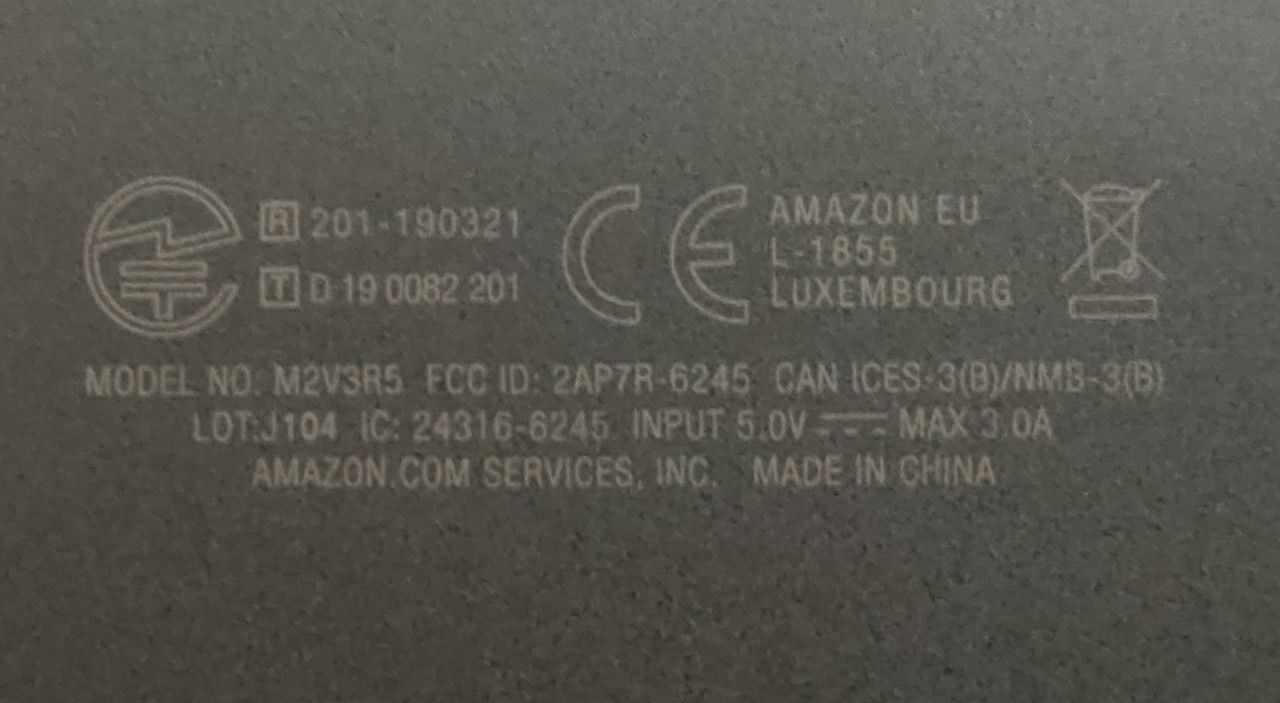 R 201-190321
T D 19 0082 201
CE
AMAZON EU
L-1855
LUXEMBOURG
MODEL NO. M2V3R5 FCC ID: 2AP7R-6245 CAN ICES-3(B)/NMB-3(B)
LOT:J104 IC: 24316-6245 INPUT 5.0V MAX 3.0A
AMAZON.COM SERVICES, INC. MADE IN CHINA